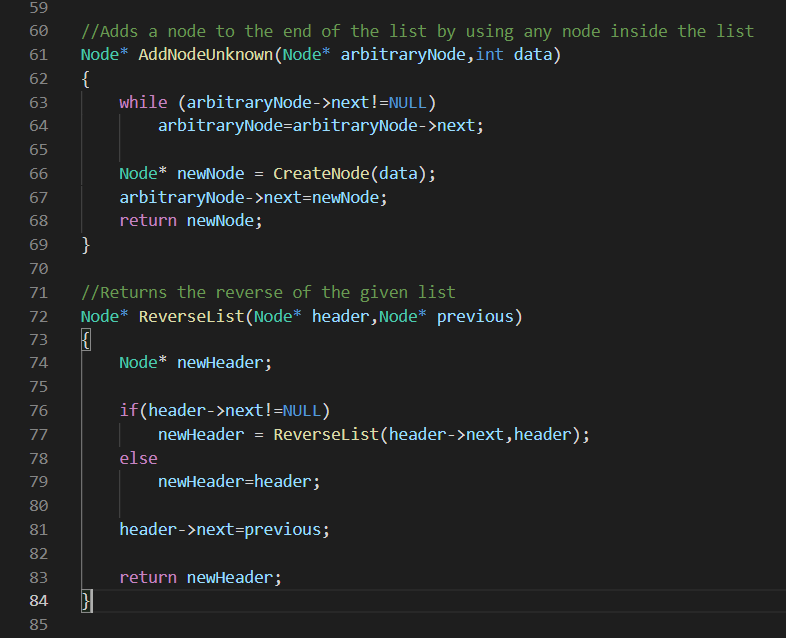 59
60 //Adds a node to the end of the list by using any node inside the list
61 Node* AddNodeUnknown(Node* arbitraryNode,int data)
62 {
63     while (arbitraryNode->next!=NULL)
64         arbitraryNode=arbitraryNode->next;
65
66     Node* newNode = CreateNode(data);
67     arbitraryNode->next=newNode;
68     return newNode;
69 }
70
71 //Returns the reverse of the given list
72 Node* ReverseList(Node* header,Node* previous)
73 {
74     Node* newHeader;
75
76     if(header->next!=NULL)
77         newHeader = ReverseList(header->next,header);
78     else
79         newHeader=header;
80
81     header->next=previous;
82
83     return newHeader;
84 }
85